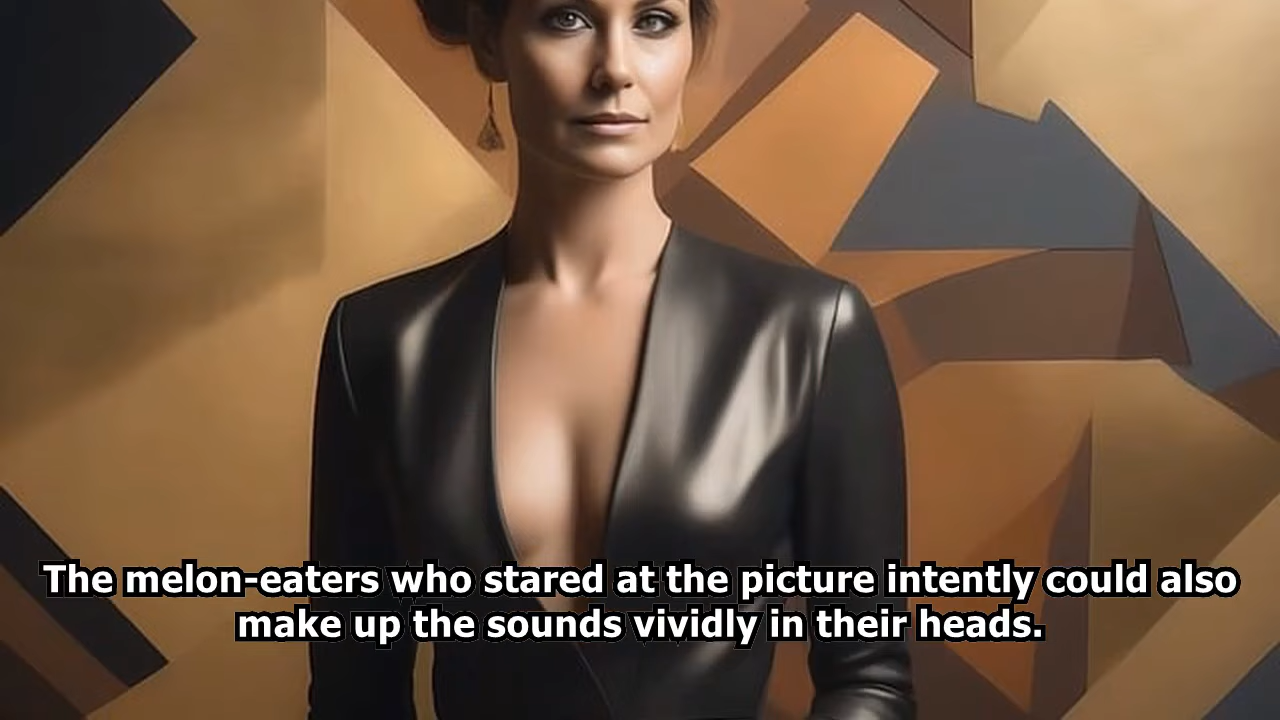 The melon-eaters who stared at the picture intently could also
make up the sounds vividly in their heads.